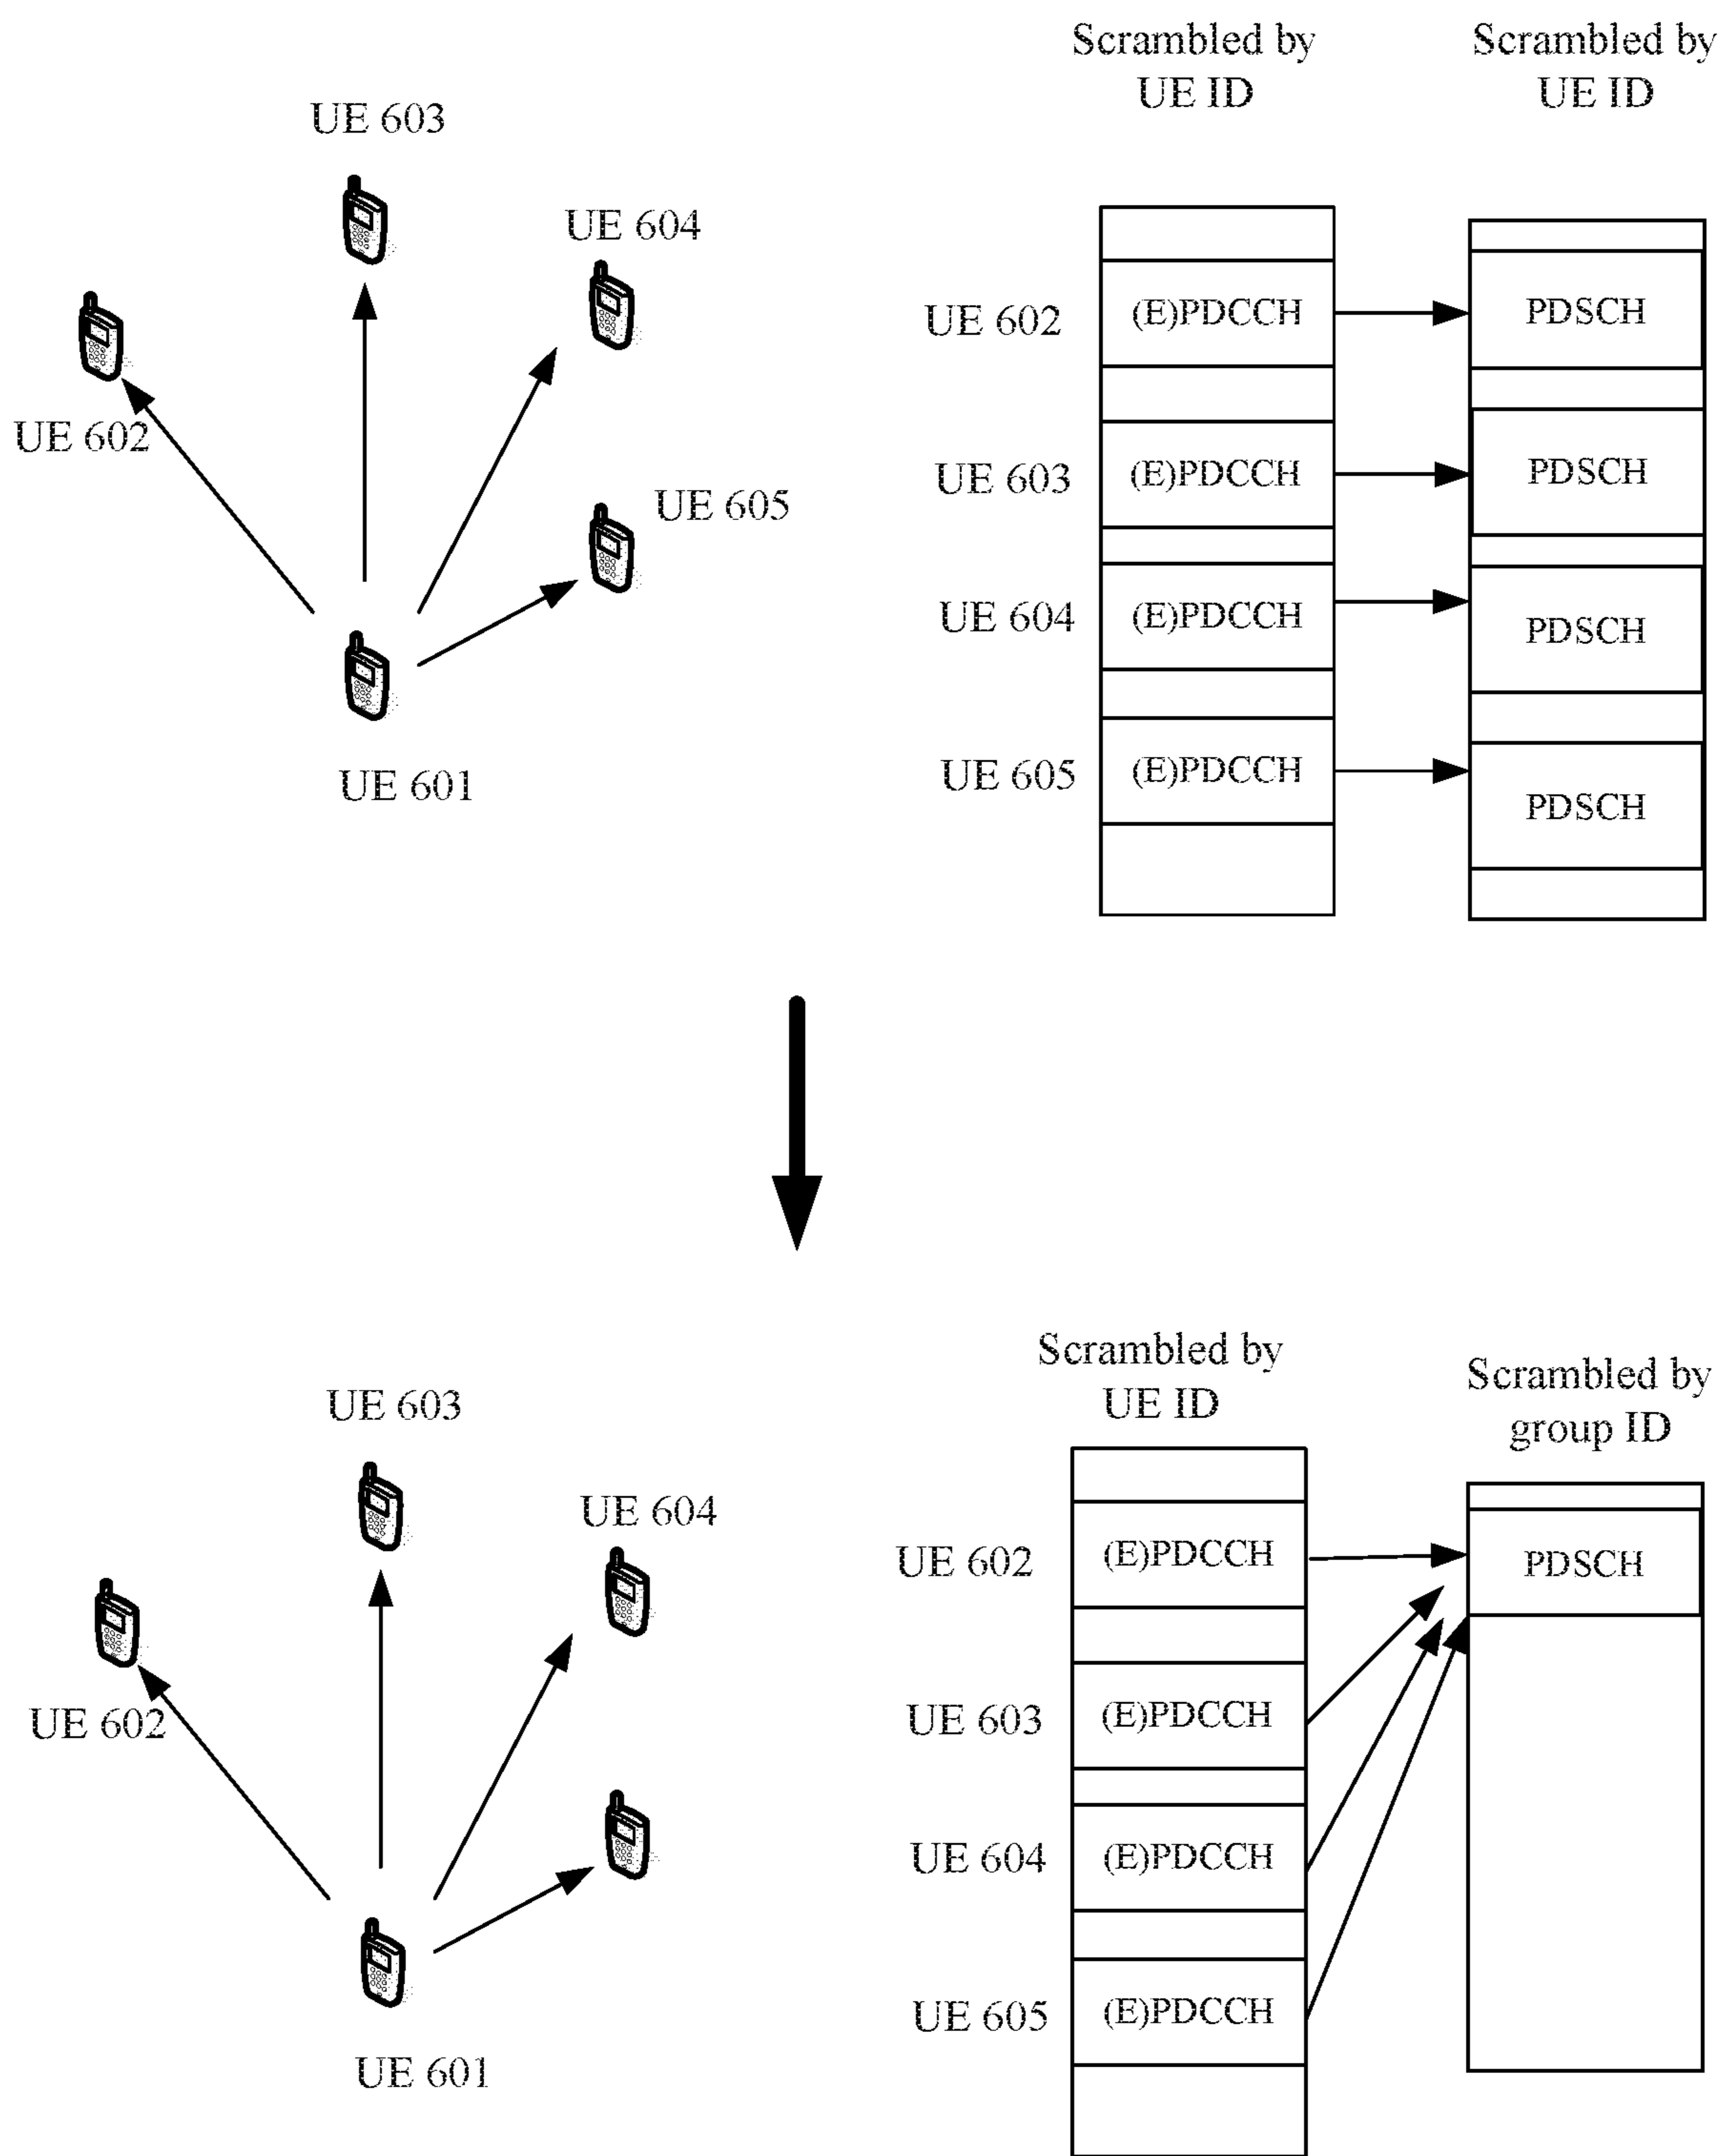 Scrambled by
UE ID
Scrambled by
UE ID
UE 603
UE 604
UE 602
UE 605
UE 601
UE 602
(E)PDCCH
PDSCH
UE 603
(E)PDCCH
PDSCH
UE 604
(E)PDCCH
PDSCH
UE 605
(E)PDCCH
PDSCH
Scrambled by
UE ID
Scrambled by
group ID
UE 603
UE 604
UE 602
UE 601
UE 602
(E)PDCCH
PDSCH
UE 603
(E)PDCCH
UE 604
(E)PDCCH
UE 605
(E)PDCCH